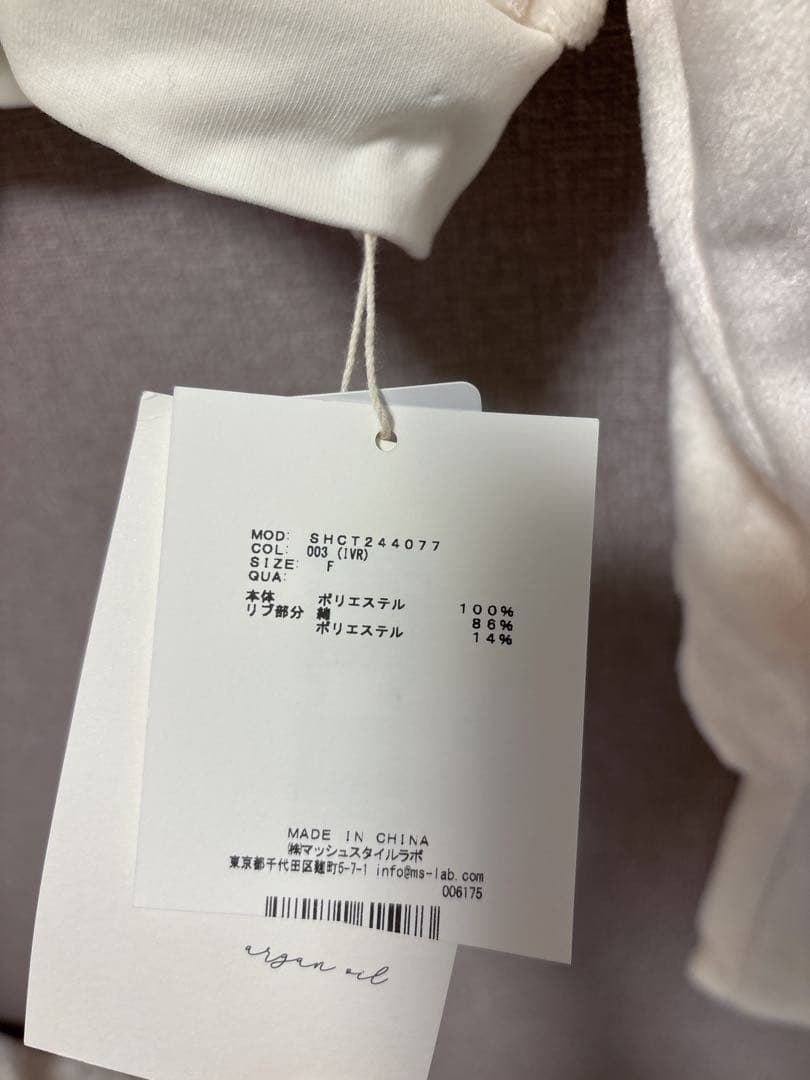 MOD: SHCT244077
COL: 003 (IVR)
SIZE: F
QUA:
本体 ポリエステル 100%
リブ部分 綿 86%
ポリエステル 14%
MADE IN CHINA
㈱マッシュスタイルラボ
東京都千代田区麹町5-7-1 info@ms-lab.com
006175
argan oil